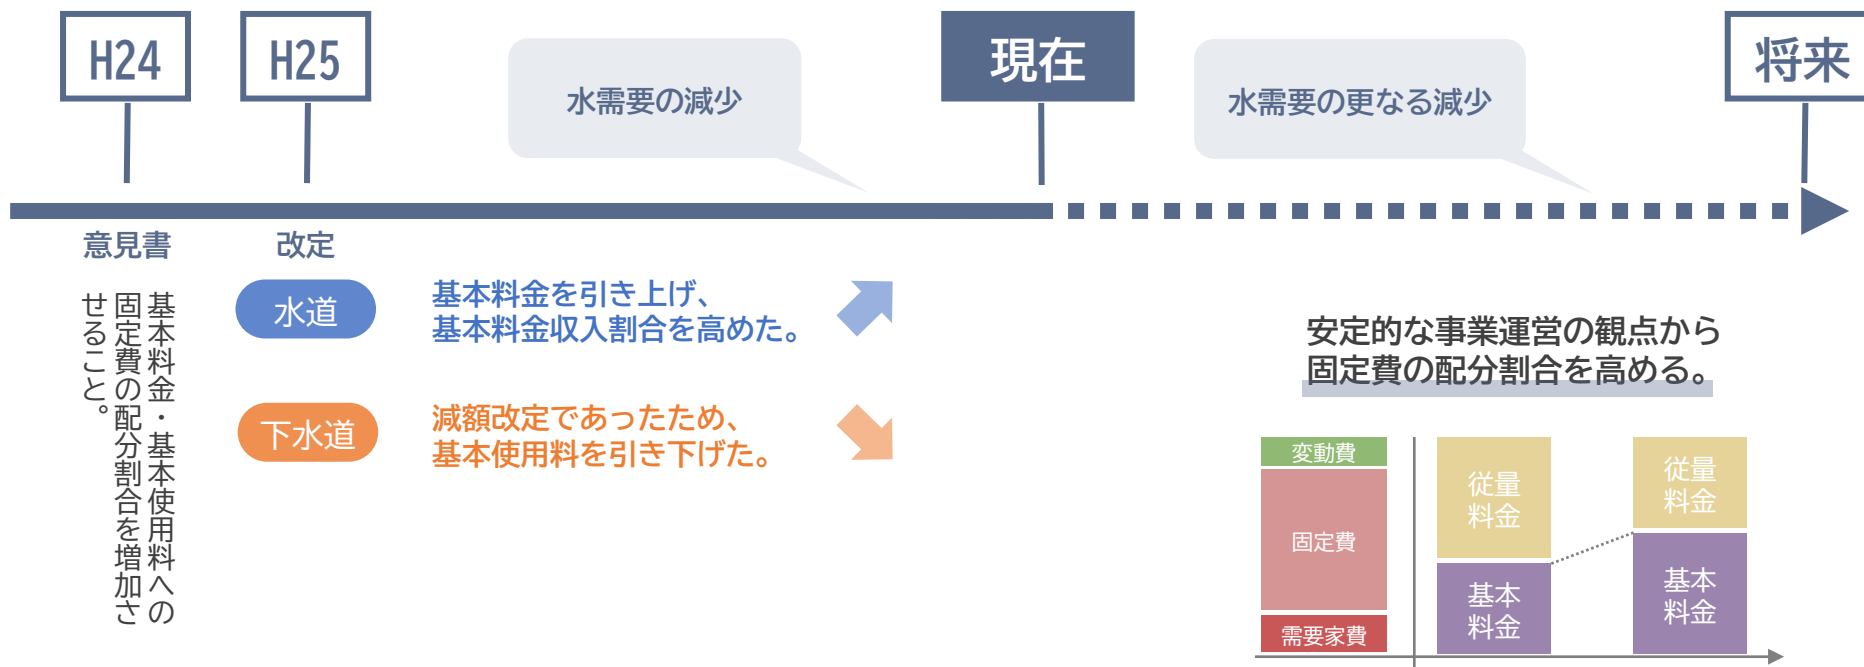 H24
H25
現在
将来
水需要の減少
水需要の更なる減少
意見書
改定
基本料金・基本使用料への
固定費の配分割合を増加さ
せること。
水道
基本料金を引き上げ、
基本料金収入割合を高めた。
下水道
減額改定であったため、
基本使用料を引き下げた。
安定的な事業運営の観点から
固定費の配分割合を高める。
変動費
固定費
需要家費
従量
料金
基本
料金
従量
料金
基本
料金